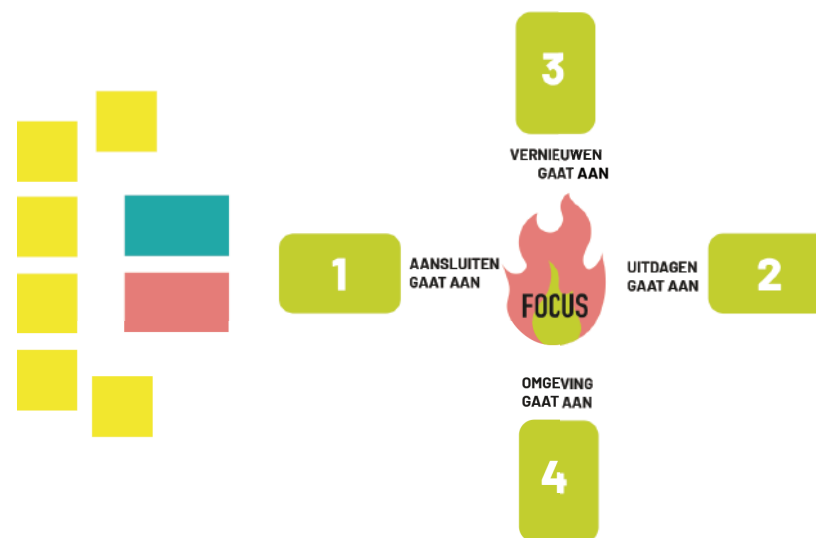 3
VERNIEUWEN
GAAT AAN
1
AANSLUITEN
GAAT AAN
FOCUS
UITDAGEN
GAAT AAN
2
OMGEVING
GAAT AAN
4